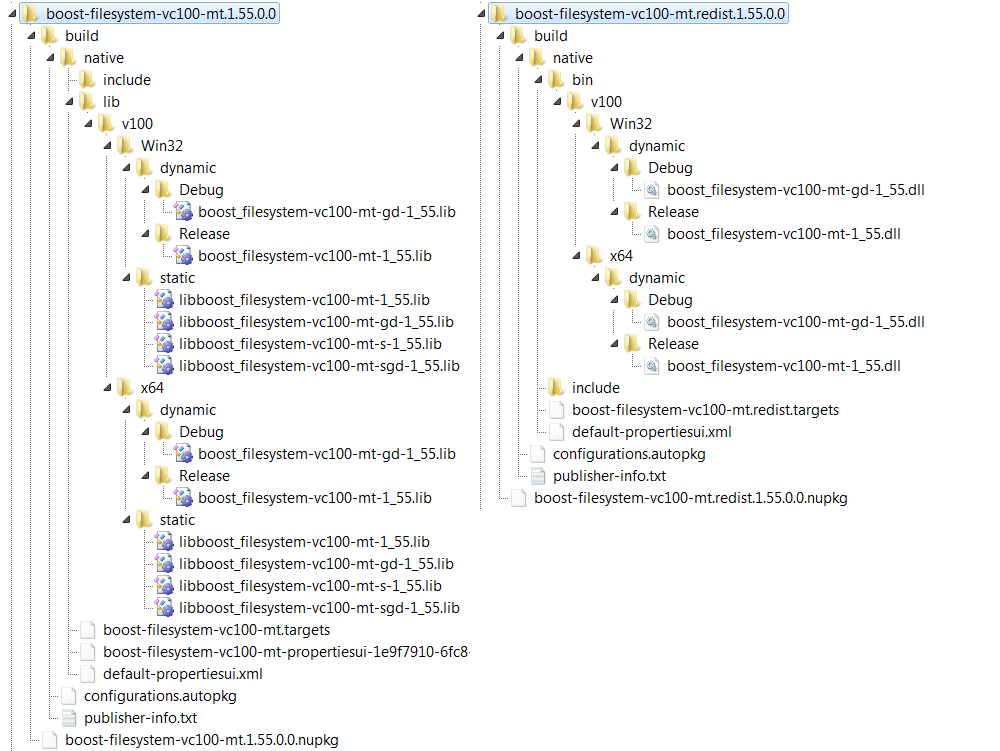 boost-filesystem-vc100-mt.1.55.0.0
build
native
include
lib
v100
Win32
dynamic
Debug
boost_filesystem-vc100-mt-gd-1_55.lib
Release
boost_filesystem-vc100-mt-1_55.lib
static
libboost_filesystem-vc100-mt-1_55.lib
libboost_filesystem-vc100-mt-gd-1_55.lib
libboost_filesystem-vc100-mt-s-1_55.lib
libboost_filesystem-vc100-mt-sgd-1_55.lib
x64
dynamic
Debug
boost_filesystem-vc100-mt-gd-1_55.lib
Release
boost_filesystem-vc100-mt-1_55.lib
static
libboost_filesystem-vc100-mt-1_55.lib
libboost_filesystem-vc100-mt-gd-1_55.lib
libboost_filesystem-vc100-mt-s-1_55.lib
libboost_filesystem-vc100-mt-sgd-1_55.lib
boost-filesystem-vc100-mt.targets
boost-filesystem-vc100-mt-propertiesui-1e9f7910-6fc8-
default-propertiesui.xml
configurations.autopkg
publisher-info.txt
boost-filesystem-vc100-mt.1.55.0.0.nupkg
boost-filesystem-vc100-mt.redist.1.55.0.0
build
native
bin
v100
Win32
dynamic
Debug
boost_filesystem-vc100-mt-gd-1_55.dll
Release
boost_filesystem-vc100-mt-1_55.dll
x64
dynamic
Debug
boost_filesystem-vc100-mt-gd-1_55.dll
Release
boost_filesystem-vc100-mt-1_55.dll
include
boost-filesystem-vc100-mt.redist.targets
default-propertiesui.xml
configurations.autopkg
publisher-info.txt
boost-filesystem-vc100-mt.redist.1.55.0.0.nupkg